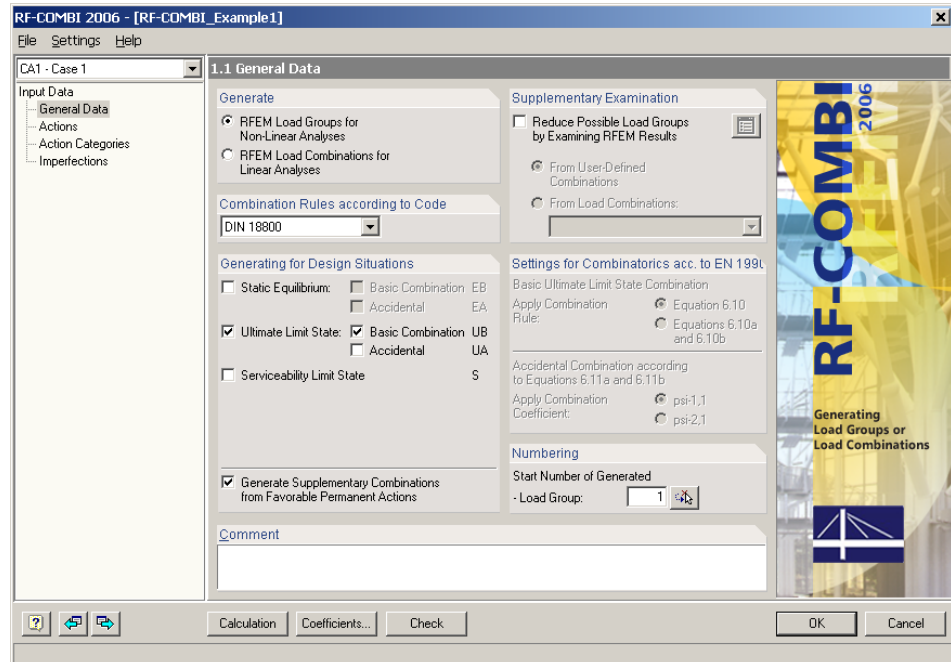 RF-COMBI 2006 - [RF-COMBI_Example1]
File Settings Help
CA1 - Case 1
Input Data
General Data
Actions
Action Categories
Imperfections
1.1 General Data
Generate
RFEM Load Groups for
Non-Linear Analyses
RFEM Load Combinations for
Linear Analyses
Combination Rules according to Code
DIN 18800
Generating for Design Situations
Static Equilibrium: Basic Combination EB
Accidental EA
Ultimate Limit State: Basic Combination UB
Accidental UA
Serviceability Limit State S
Generate Supplementary Combinations
from Favorable Permanent Actions
Supplementary Examination
Reduce Possible Load Groups
by Examining RFEM Results
From User-Defined
Combinations
From Load Combinations:
Settings for Combinatorics acc. to EN 1990
Basic Ultimate Limit State Combination
Apply Combination
Rule:
Equation 6.10
Equations 6.10a
and 6.10b
Accidental Combination according
to Equations 6.11a and 6.11b
Apply Combination
Coefficient:
psi-1,1
psi-2,1
Numbering
Start Number of Generated
- Load Group: 1
Comment
RF-COMBI
2006
RFEM
Generating
Load Groups or
Load Combinations
Calculation Coefficients... Check OK Cancel